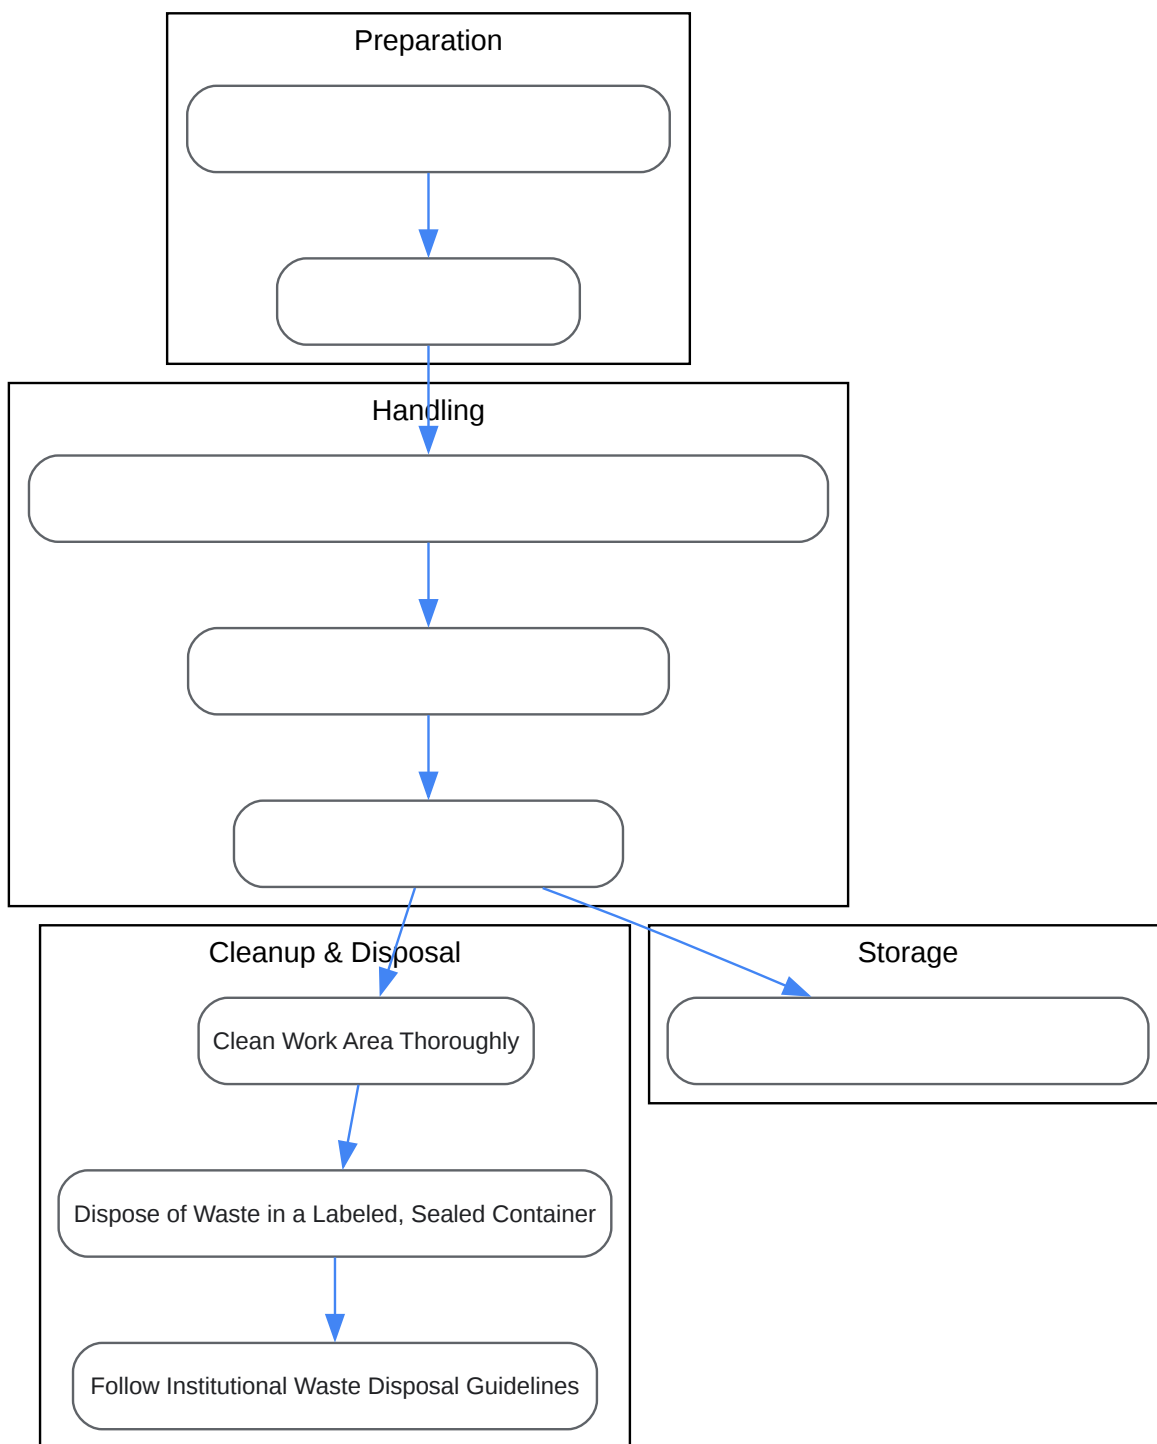 Preparation
Handling
Cleanup & Disposal
Storage
Clean Work Area Thoroughly
Dispose of Waste in a Labeled, Sealed Container
Follow Institutional Waste Disposal Guidelines